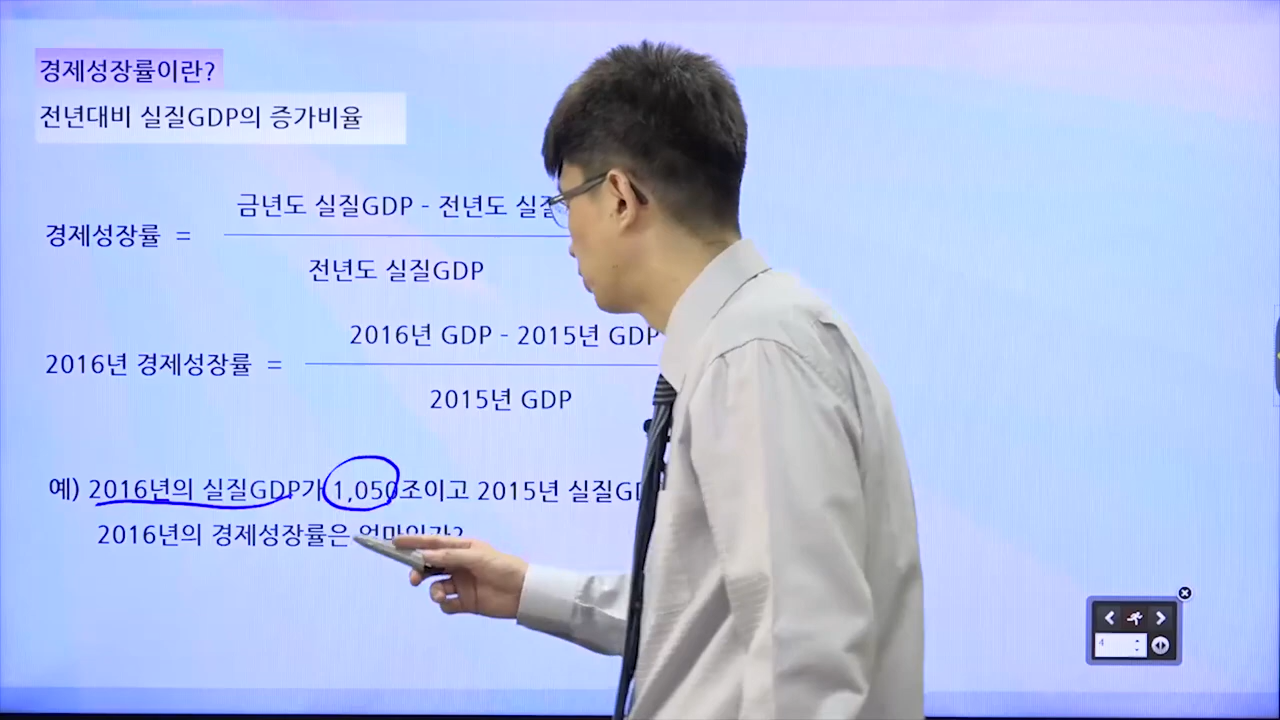 경제성장률이란?
전년대비 실질GDP의 증가비율
금년도 실질GDP - 전년도
경제성장률 =
전년도 실질GDP
2016년 GDP - 2015년 GDP
2016년 경제성장률 =
2015년 GDP
예) 2016년의 실질GDP가 1,050조이고 2015년
2016년의 경제성장률은 얼마인가?
4